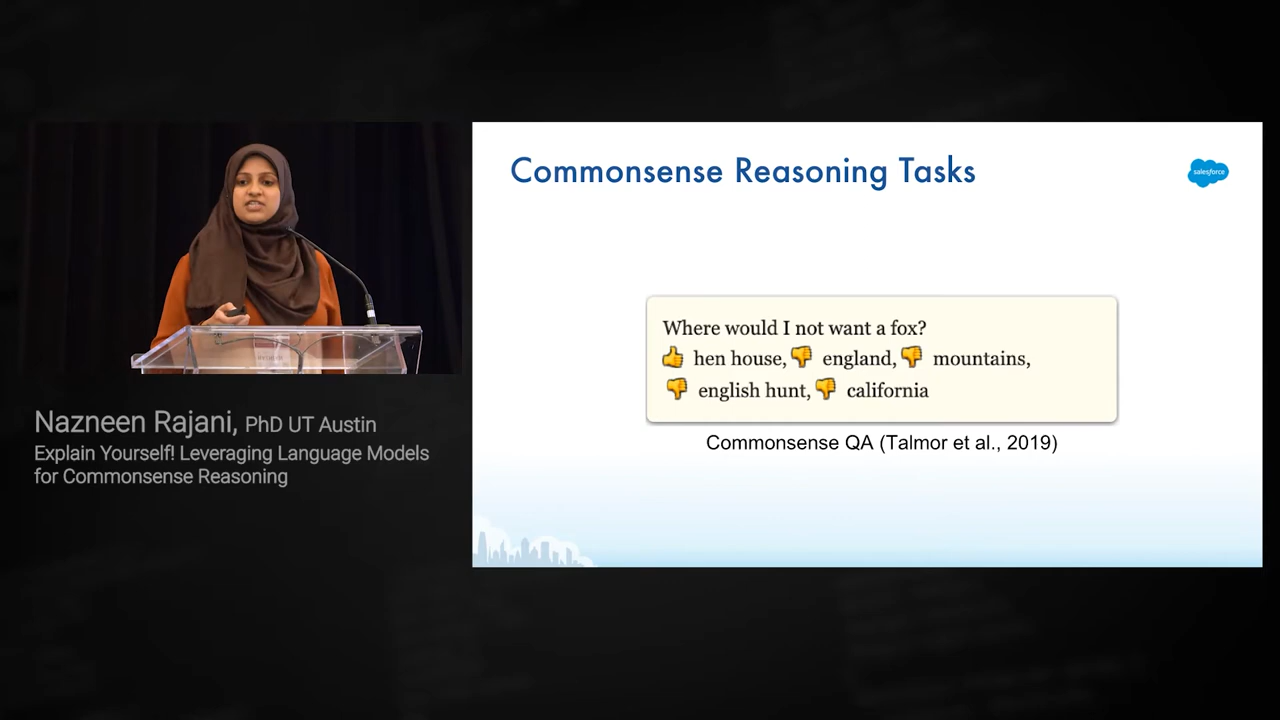 Commonsense Reasoning Tasks
salesforce
Where would I not want a fox?
👍 hen house, 👎 england, 👎 mountains,
👎 english hunt, 👎 california
Commonsense QA (Talmor et al., 2019)
Nazneen Rajani, PhD UT Austin
Explain Yourself! Leveraging Language Models
for Commonsense Reasoning